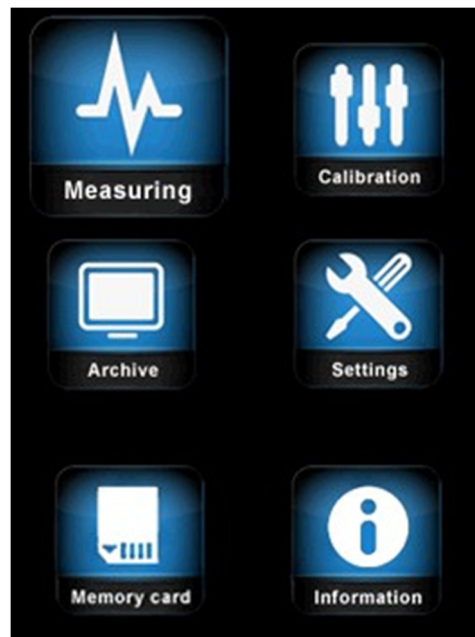 Measuring
Calibration
Archive
Settings
Memory card
Information